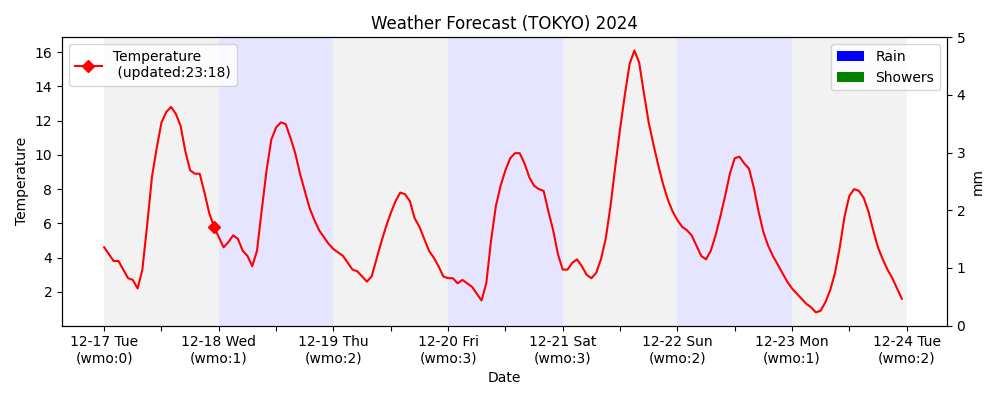 Weather Forecast (TOKYO) 2024
Temperature
(updated:23:18)
Rain
Showers
Temperature
16
14
12
10
8
6
4
2
5
4
3
2
1
0
mm
12-17 Tue
(wmo:0)
12-18 Wed
(wmo:1)
12-19 Thu
(wmo:2)
12-20 Fri
(wmo:3)
12-21 Sat
(wmo:3)
12-22 Sun
(wmo:2)
12-23 Mon
(wmo:1)
12-24 Tue
(wmo:2)
Date